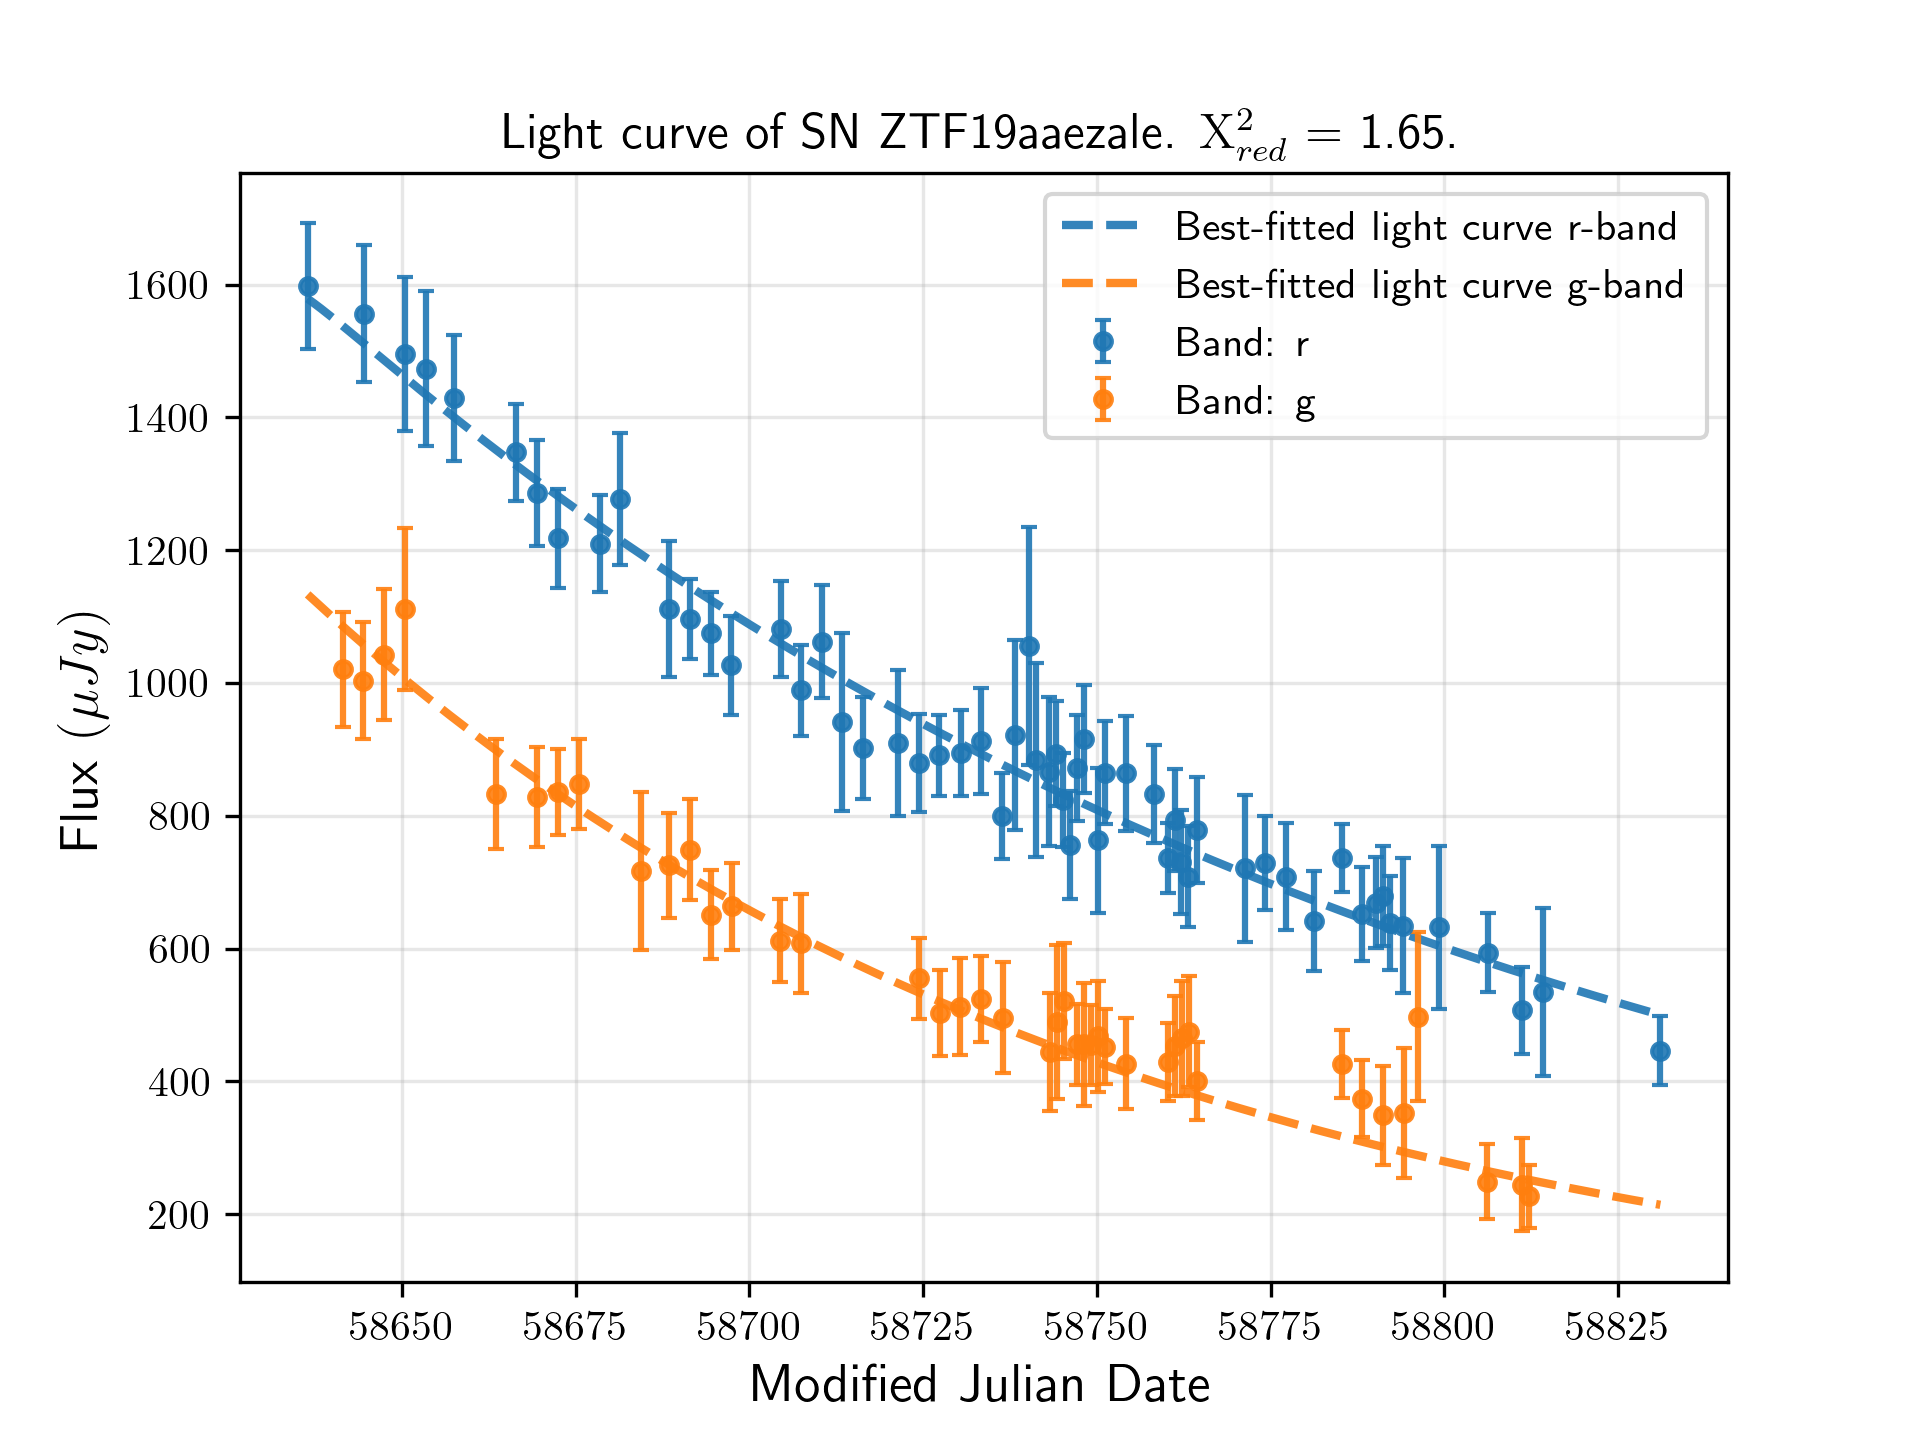 Light curve of SN ZTF19aaezale. X²_red = 1.65.
Best-fitted light curve r-band
Best-fitted light curve g-band
Band: r
Band: g
Flux (μJy)
1600
1400
1200
1000
800
600
400
200
58650 58675 58700 58725 58750 58775 58800 58825
Modified Julian Date